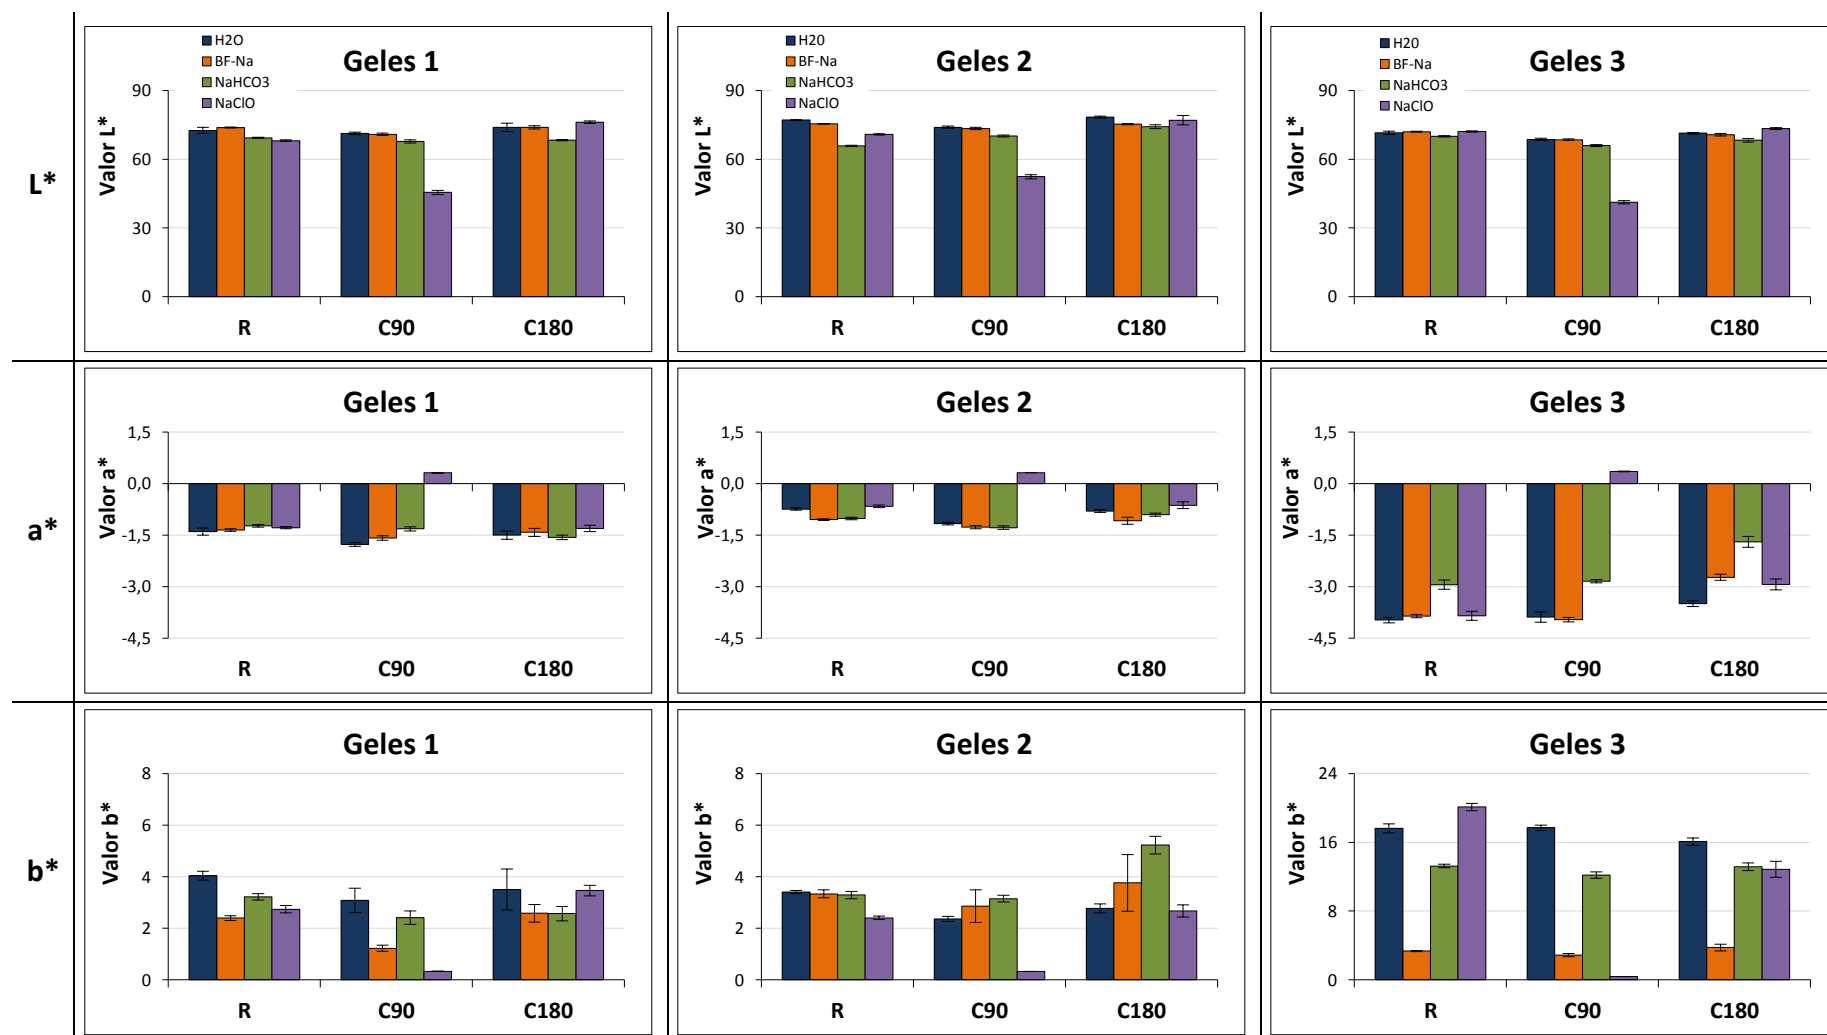 L*
H2O
BF-Na
NaHCO3
NaClO
Geles 1
Valor L*
90
60
30
0
R C90 C180
H20
BF-Na
NaHCO3
NaClO
Geles 2
Valor L*
90
60
30
0
R C90 C180
H20
BF-Na
NaHCO3
NaClO
Geles 3
Valor L*
90
60
30
0
R C90 C180
a*
Geles 1
Valor a*
1,5
0,0
-1,5
-3,0
-4,5
R C90 C180
Geles 2
Valor a*
1,5
0,0
-1,5
-3,0
-4,5
R C90 C180
Geles 3
Valor a*
1,5
0,0
-1,5
-3,0
-4,5
R C90 C180
b*
Geles 1
Valor b*
8
6
4
2
0
R C90 C180
Geles 2
Valor b*
8
6
4
2
0
R C90 C180
Geles 3
Valor b*
24
16
8
0
R C90 C180